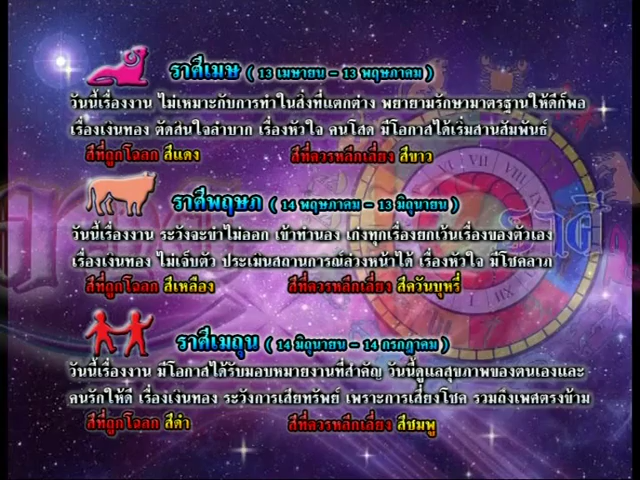 ราศีเมษ ( 13 เมษายน - 13 พฤษภาคม )
วันนี้เรื่องงาน ไม่เหมาะกับการทำในสิ่งที่แตกต่าง พยายามรักษามาตรฐานให้ดีก็พอ
เรื่องเงินทอง ตัดสินใจลำบาก เรื่องหัวใจ คนโสด มีโอกาสได้เริ่มสานสัมพันธ์
สีที่ถูกโฉลก สีแดง สีที่ควรหลีกเลี่ยง สีขาว
ราศีพฤษภ ( 14 พฤษภาคม - 13 มิถุนายน )
วันนี้เรื่องงาน ระวังจะขำไม่ออก เข้าทำนอง เก่งทุกเรื่องยกเว้นเรื่องของตัวเอง
เรื่องเงินทอง ไม่เจ็บตัว ประเมินสถานการณ์ล่วงหน้าได้ เรื่องหัวใจ มีโชคลาภ
สีที่ถูกโฉลก สีเหลือง สีที่ควรหลีกเลี่ยง สีควันบุหรี่
ราศีเมถุน ( 14 มิถุนายน - 14 กรกฎาคม )
วันนี้เรื่องงาน มีโอกาสได้รับมอบหมายงานที่สำคัญ วันนี้ดูแลสุขภาพของตนเองและ
คนรักให้ดี เรื่องเงินทอง ระวังการเสียทรัพย์ เพราะการเสี่ยงโชค รวมถึงเพศตรงข้าม
สีที่ถูกโฉลก สีดำ สีที่ควรหลีกเลี่ยง สีชมพู